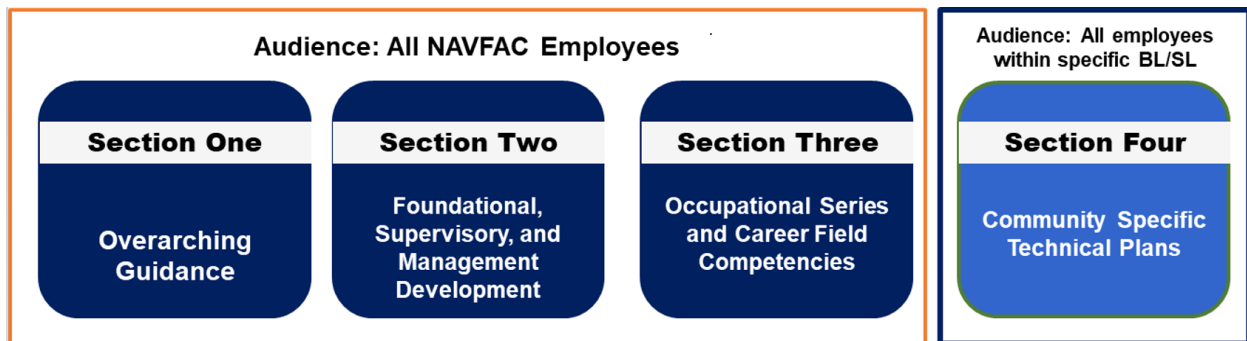 Audience: All NAVFAC Employees
Section One
Overarching
Guidance
Section Two
Foundational,
Supervisory, and
Management
Development
Section Three
Occupational Series
and Career Field
Competencies
Audience: All employees
within specific BL/SL
Section Four
Community Specific
Technical Plans